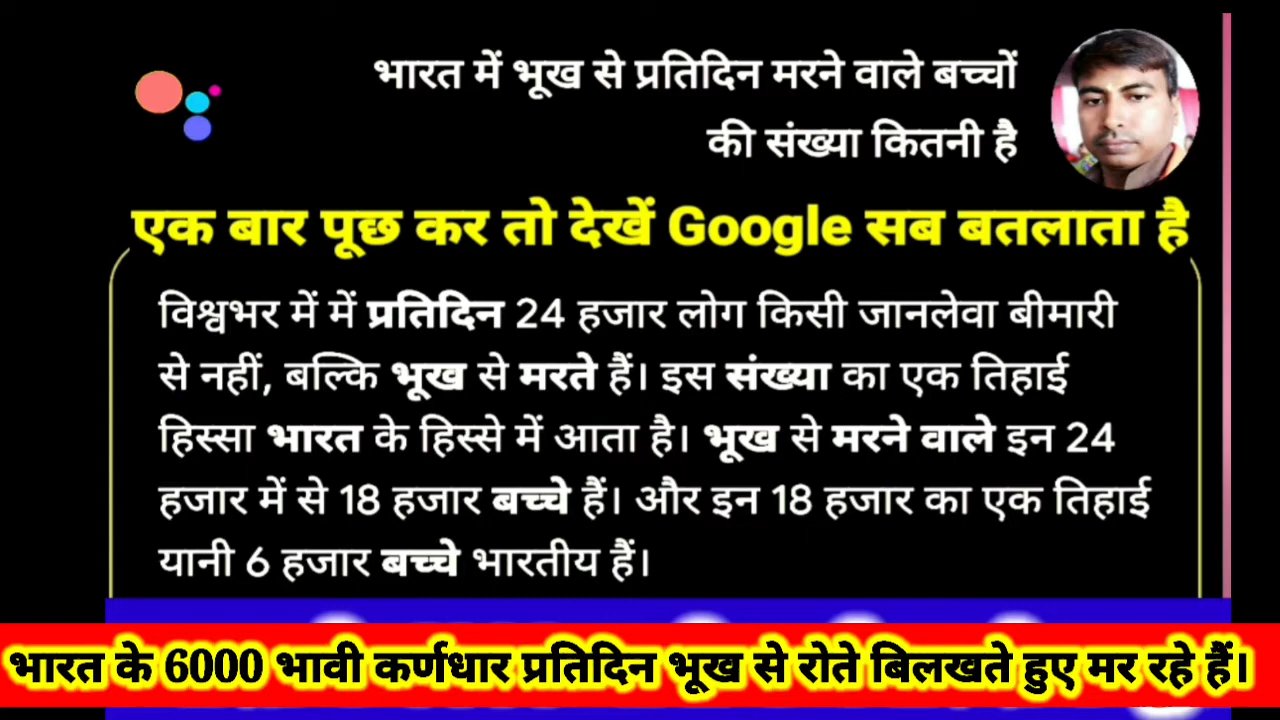 भारत में भूख से प्रतिदिन मरने वाले बच्चों
की संख्या कितनी है
एक बार पूछ कर तो देखें Google सब बतलाता है
विश्वभर में में प्रतिदिन 24 हजार लोग किसी जानलेवा बीमारी
से नहीं, बल्कि भूख से मरते हैं। इस संख्या का एक तिहाई
हिस्सा भारत के हिस्से में आता है। भूख से मरने वाले इन 24
हजार में से 18 हजार बच्चे हैं। और इन 18 हजार का एक तिहाई
यानी 6 हजार बच्चे भारतीय हैं।
भारत के 6000 भावी कर्णधार प्रतिदिन भूख से रोते बिलखते हुए मर रहे हैं।